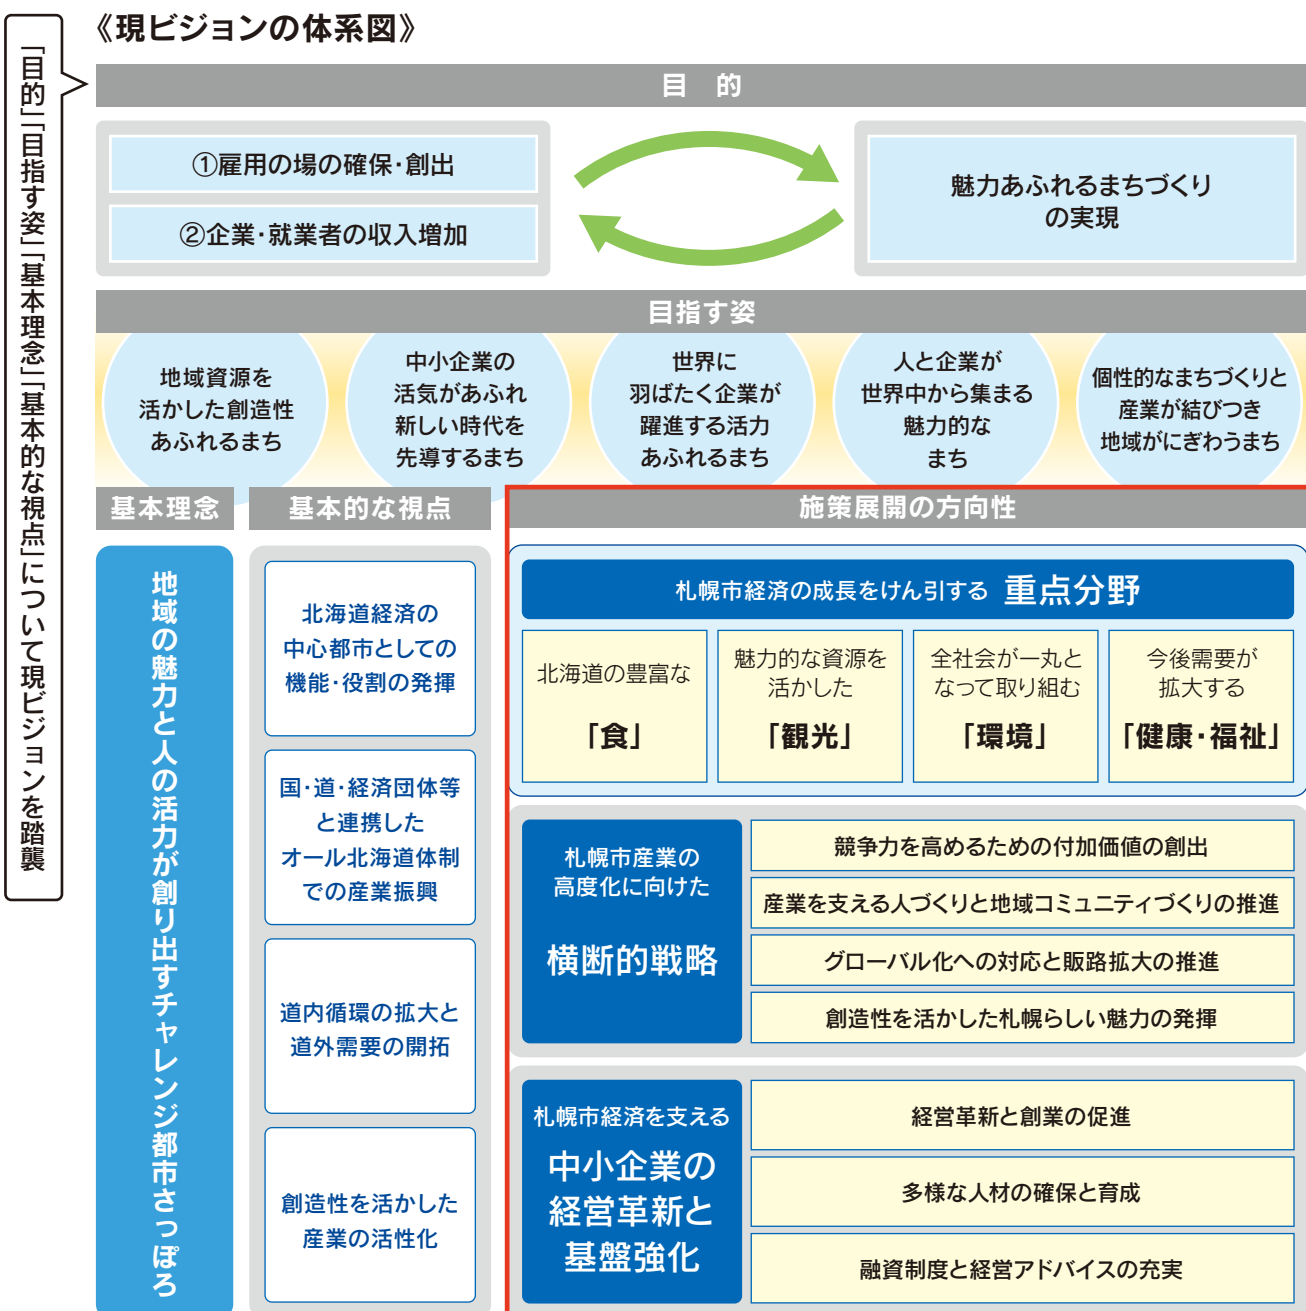 《現ビジョンの体系図》
「目的」「目指す姿」「基本理念」「基本的な視点」について現ビジョンを踏襲
目 的
①雇用の場の確保・創出
②企業・就業者の収入増加
魅力あふれるまちづくり
の実現
目指す姿
地域資源を
活かした創造性
あふれるまち
中小企業の
活気があふれ
新しい時代を
先導するまち
世界に
羽ばたく企業が
躍進する活力
あふれるまち
人と企業が
世界中から集まる
魅力的な
まち
個性的なまちづくりと
産業が結びつき
地域がにぎわうまち
基本理念
地域の魅力と人の活力が創り出すチャレンジ都市さっぽろ
基本的な視点
北海道経済の
中心都市としての
機能・役割の発揮
国・道・経済団体等
と連携した
オール北海道体制
での産業振興
道内循環の拡大と
道外需要の開拓
創造性を活かした
産業の活性化
施策展開の方向性
札幌市経済の成長をけん引する 重点分野
北海道の豊富な
「食」
魅力的な資源を
活かした
「観光」
全社会が一丸と
なって取り組む
「環境」
今後需要が
拡大する
「健康・福祉」
札幌市産業の
高度化に向けた
横断的戦略
競争力を高めるための付加価値の創出
産業を支える人づくりと地域コミュニティづくりの推進
グローバル化への対応と販路拡大の推進
創造性を活かした札幌らしい魅力の発揮
札幌市経済を支える
中小企業の
経営革新と
基盤強化
経営革新と創業の促進
多様な人材の確保と育成
融資制度と経営アドバイスの充実